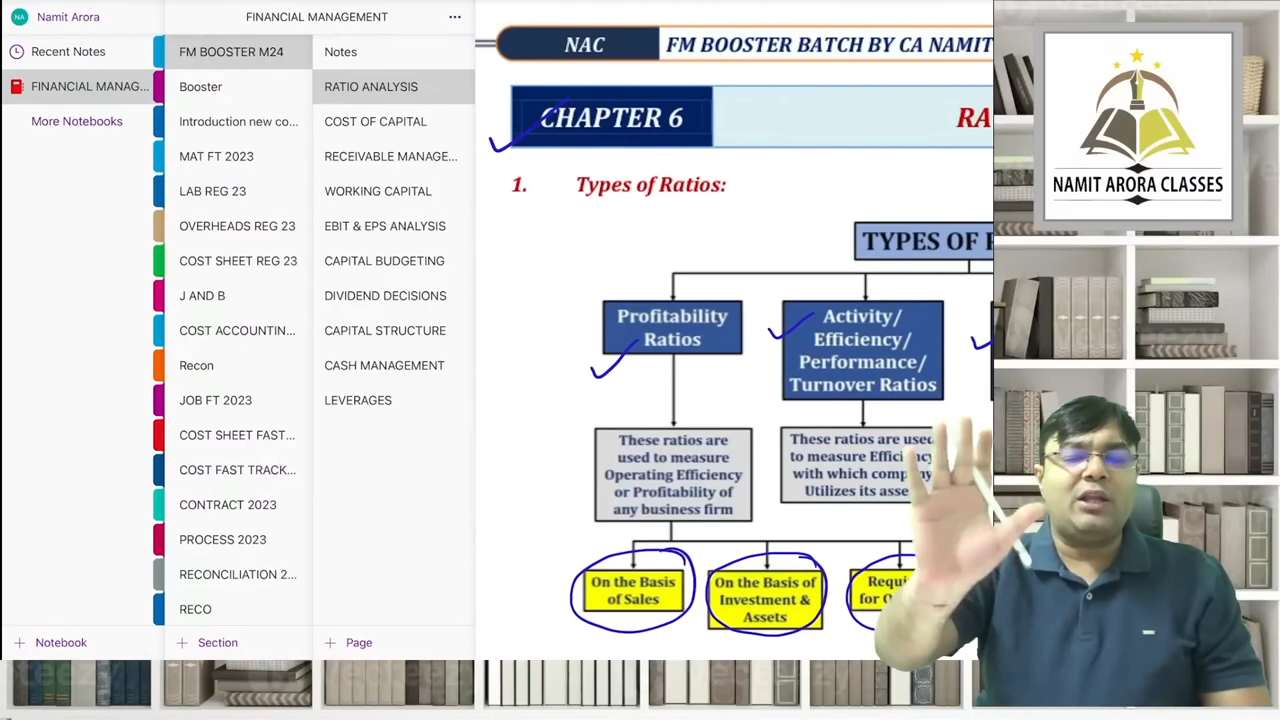 NA Namit Arora
Recent Notes
FINANCIAL MANAG...
More Notebooks
+ Notebook
FINANCIAL MANAGEMENT
FM BOOSTER M24
Booster
Introduction new co...
MAT FT 2023
LAB REG 23
OVERHEADS REG 23
COST SHEET REG 23
J AND B
COST ACCOUNTIN...
Recon
JOB FT 2023
COST SHEET FAST...
COST FAST TRACK...
CONTRACT 2023
PROCESS 2023
RECONCILIATION 2...
RECO
+ Section
Notes
RATIO ANALYSIS
COST OF CAPITAL
RECEIVABLE MANAGE...
WORKING CAPITAL
EBIT & EPS ANALYSIS
CAPITAL BUDGETING
DIVIDEND DECISIONS
CAPITAL STRUCTURE
CASH MANAGEMENT
LEVERAGES
+ Page
NAC FM BOOSTER BATCH BY CA NAMIT
CHAPTER 6 RA
1. Types of Ratios:
TYPES OF
Profitability
Ratios
Activity/
Efficiency/
Performance/
Turnover Ratios
These ratios are
used to measure
Operating Efficiency
or Profitability of
any business firm
These ratios are used
to measure Efficiency
with which company
Utilizes its asse
On the Basis
of Sales
On the Basis of
Investment &
Assets
Requi
for O
NAMIT ARORA CLASSES